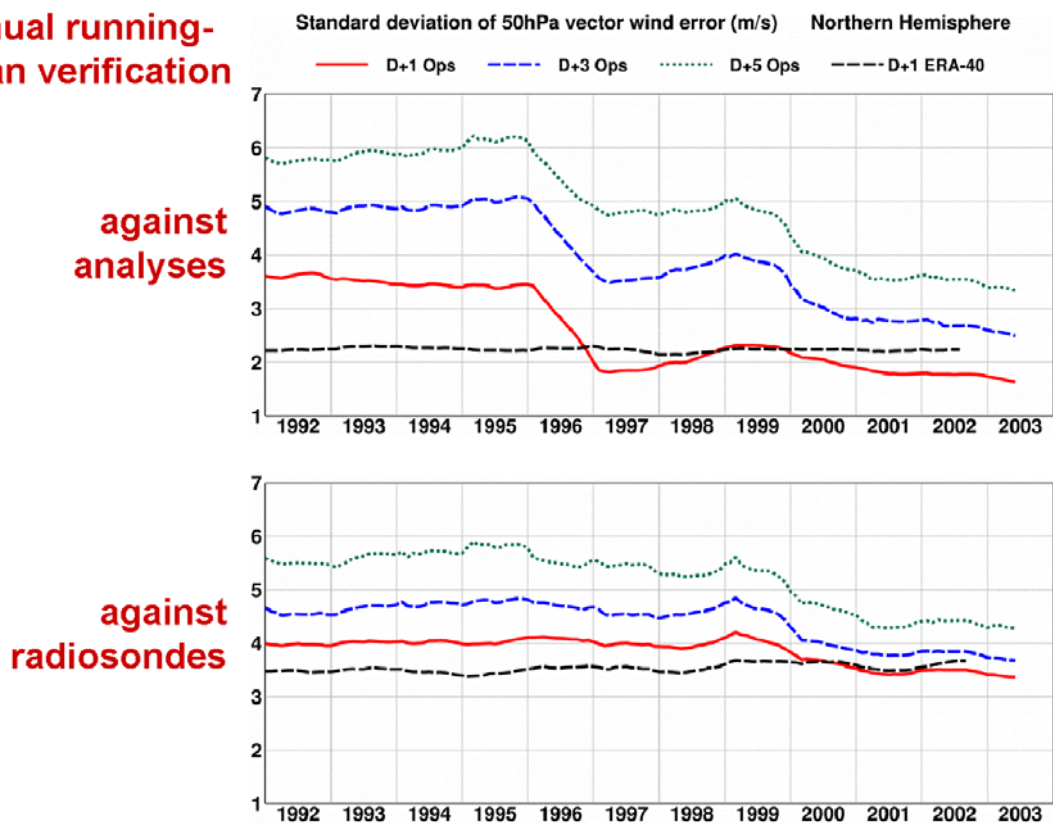 verification
Standard deviation of 50hPa vector wind error (m/s) Northern Hemisphere
D+1 Ops D+3 Ops D+5 Ops D+1 ERA-40
7
6
5
4
3
2
1
against
analyses
1992 1993 1994 1995 1996 1997 1998 1999 2000 2001 2002 2003
7
6
5
4
3
2
1
against
radiosondes
1992 1993 1994 1995 1996 1997 1998 1999 2000 2001 2002 2003